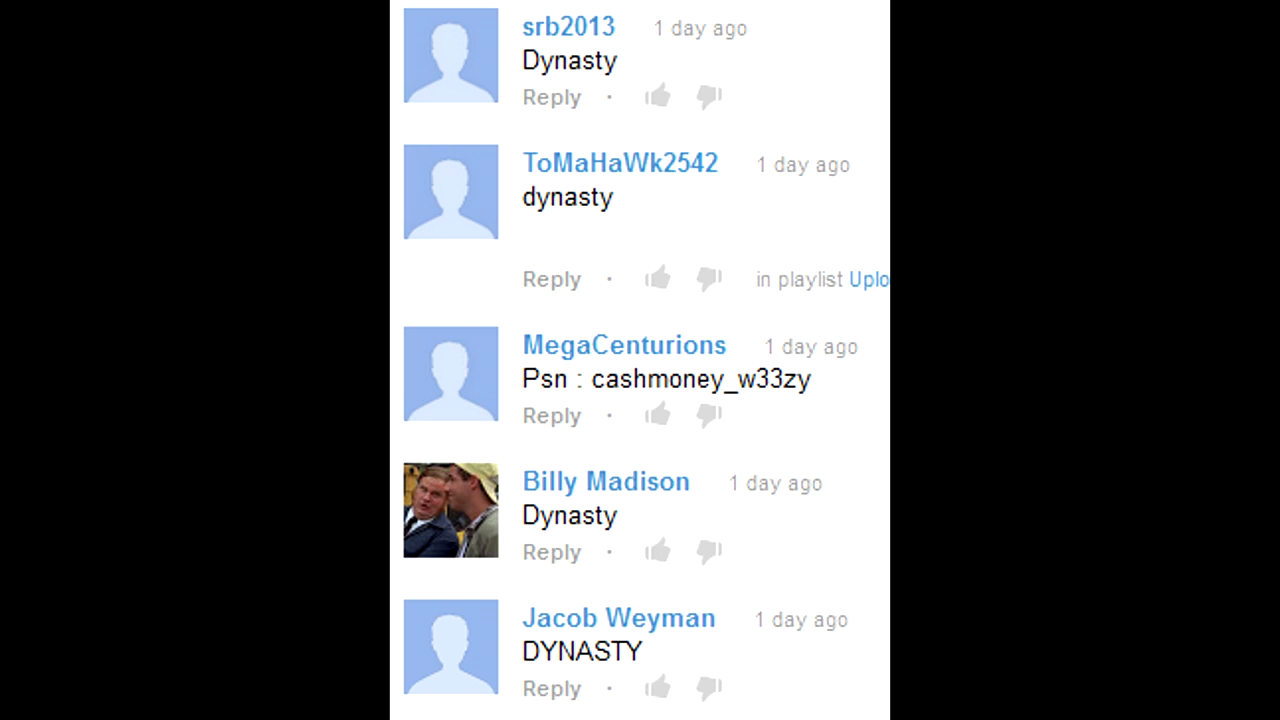 srb2013 1 day ago
Dynasty
Reply ·
ToMaHaWk2542 1 day ago
dynasty
Reply · in playlist Uplo
MegaCenturions 1 day ago
Psn : cashmoney_w33zy
Reply ·
Billy Madison 1 day ago
Dynasty
Reply ·
Jacob Weyman 1 day ago
DYNASTY
Reply ·